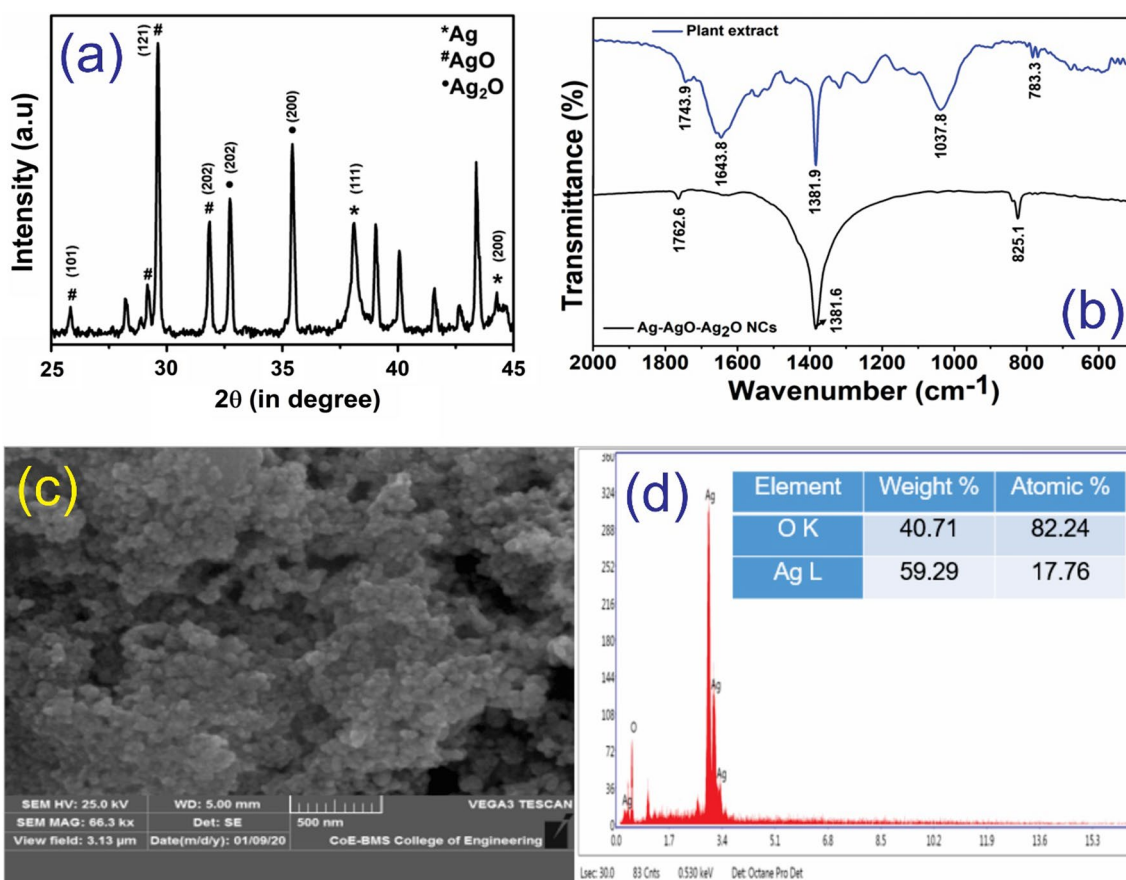 (a)
*Ag
#AgO
•Ag₂O
(101)
#
#
(121)
#
(202)
#
(202)
•
(200)
•
(111)
*
(200)
*
Intensity (a.u)
25 30 35 40 45
2θ (in degree)
(b)
Plant extract
1743.9
1643.8
1381.9
1037.8
783.3
1762.6
1381.6
825.1
Ag-AgO-Ag₂O NCs
Transmittance (%)
2000 1800 1600 1400 1200 1000 800 600
Wavenumber (cm-1)
(c)
SEM HV: 25.0 kV WD: 5.00 mm VEGA3 TESCAN
SEM MAG: 66.3 kx Det: SE 500 nm
View field: 3.13 µm Date(m/d/y): 01/09/20 CoE-BMS College of Engineering
(d)
Element Weight % Atomic %
O K 40.71 82.24
Ag L 59.29 17.76
360
324
288
252
216
180
144
108
72
36
0
Ag
Ag
Ag
O
Ag
0.0 1.7 3.4 5.1 6.8 8.5 10.2 11.9 13.6 15.3
Lsec: 30.0 83 Cnts 0.530 keV Det: Octane Pro Det